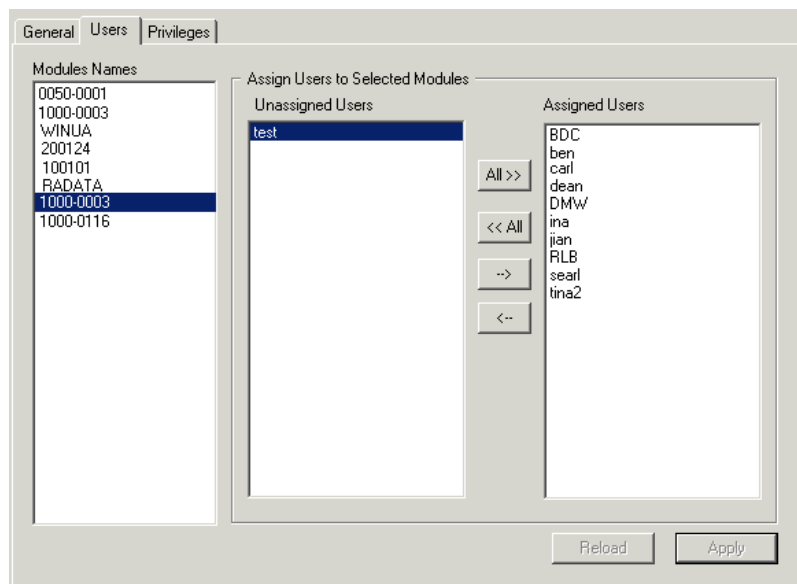 General Users Privileges
Modules Names
0050-0001
1000-0003
WINUA
200124
100101
RADATA
1000-0003
1000-0116
Assign Users to Selected Modules
Unassigned Users
test
All >>
<< All
-->
<--
Assigned Users
BDC
ben
carl
dean
DMW
ina
jian
RLB
searl
tina2
Reload Apply